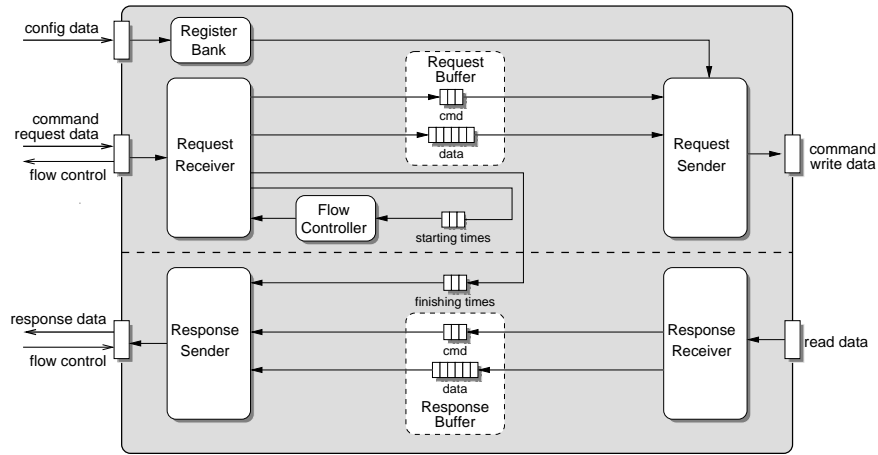 config data
Register
Bank
Request
Buffer
cmd
data
command
request data
flow control
Request
Receiver
Request
Sender
command
write data
Flow
Controller
starting times
finishing times
response data
flow control
Response
Sender
cmd
data
Response
Buffer
Response
Receiver
read data